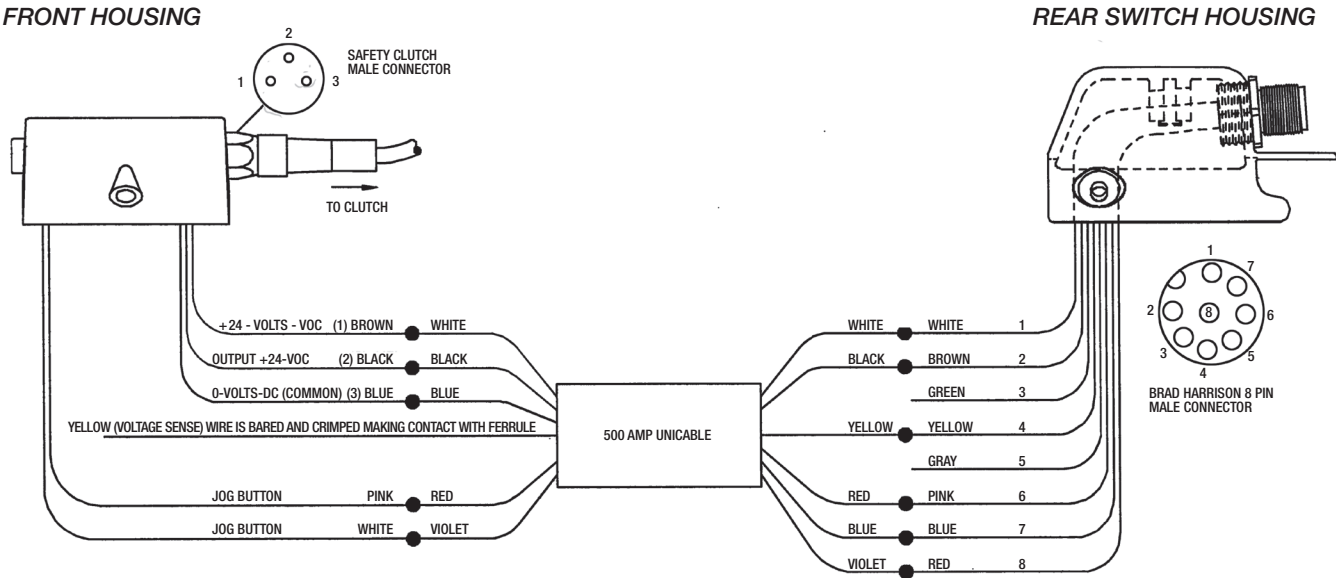 FRONT HOUSING
REAR SWITCH HOUSING
2
SAFETY CLUTCH
MALE CONNECTOR
1
3
TO CLUTCH
1
7
2
8
6
3
5
4
BRAD HARRISON 8 PIN
MALE CONNECTOR
+24 - VOLTS - VOC (1) BROWN WHITE
WHITE WHITE 1
OUTPUT +24-VOC (2) BLACK BLACK
BLACK BROWN 2
0-VOLTS-DC (COMMON) (3) BLUE BLUE
GREEN 3
YELLOW (VOLTAGE SENSE) WIRE IS BARED AND CRIMPED MAKING CONTACT WITH FERRULE
500 AMP UNICABLE
YELLOW YELLOW 4
GRAY 5
JOG BUTTON PINK RED
RED PINK 6
JOG BUTTON WHITE VIOLET
BLUE BLUE 7
VIOLET RED 8